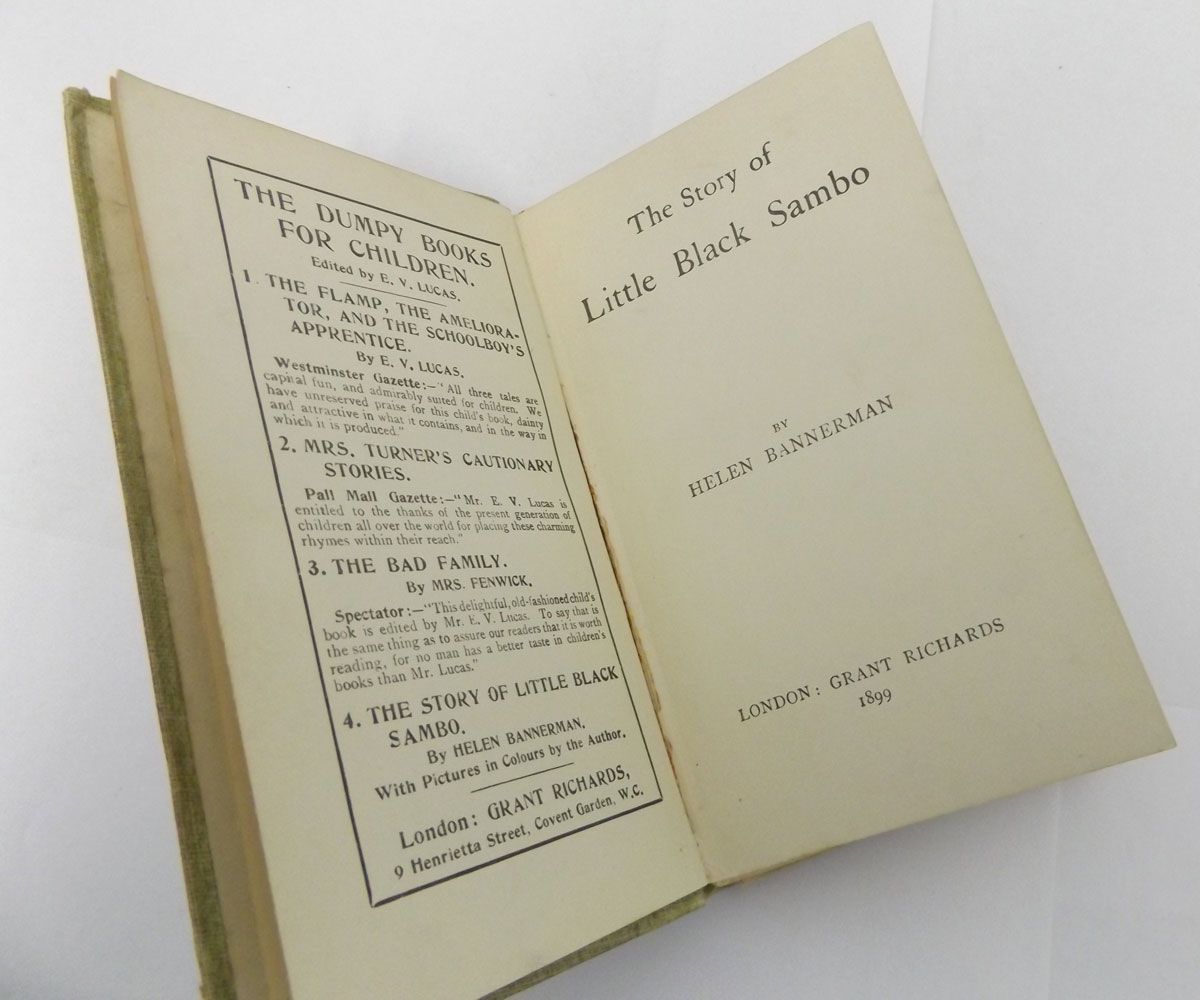 THE DUMPY BOOKS
FOR CHILDREN.
Edited by E. V. LUCAS.
1. THE FLAMP, THE AMELIORA-
TOR, AND THE SCHOOLBOY'S
APPRENTICE.
By E. V. LUCAS.
Westminster Gazette:—"All three tales are
capital fun, and admirably suited for children. We
have unreserved praise for this child's book, dainty
and attractive in what it contains, and in the way in
which it is produced."
2. MRS. TURNER'S CAUTIONARY
STORIES.
Pall Mall Gazette:—"Mr. E. V. Lucas is
entitled to the thanks of the present generation of
children all over the world for placing these charming
rhymes within their reach."
3. THE BAD FAMILY.
By MRS. FENWICK.
Spectator:—"This delightful, old-fashioned child's
book is edited by Mr. E. V. Lucas. To say that is
the same thing as to assure our readers that it is worth
reading, for no man has a better taste in children's
books than Mr. Lucas."
4. THE STORY OF LITTLE BLACK
SAMBO.
By HELEN BANNERMAN.
With Pictures in Colours by the Author.
London: GRANT RICHARDS,
9 Henrietta Street, Covent Garden, W.C.
The Story of
Little Black Sambo
BY
HELEN BANNERMAN
LONDON: GRANT RICHARDS
1899